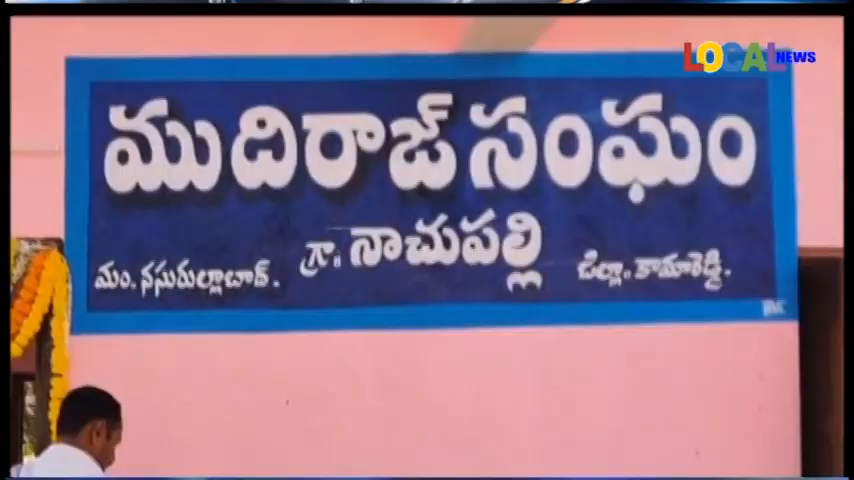 LOCAL NEWS
ముదిరాజ్ సంఘం
గ్రా.. నాచుపల్లి
మం. నసురుల్లాబాద్. జిల్లా.. కామారెడ్డి.